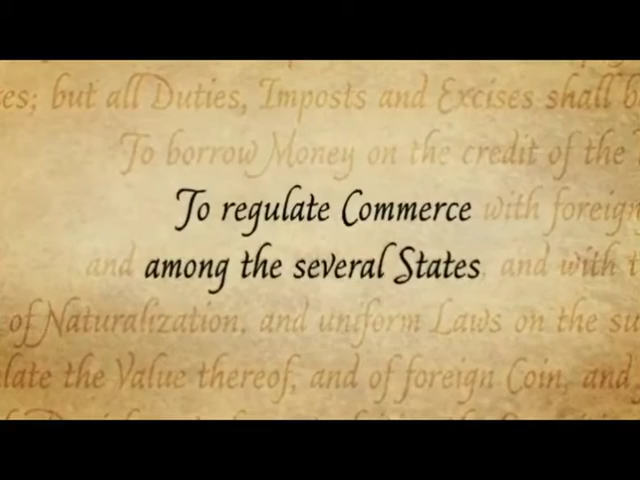 es; but all Duties, Imposts and Excises shall b
To borrow Money on the credit of the
To regulate Commerce with foreign
and among the several States and with t
of Naturalization, and uniform Laws on the su
late the Value thereof, and of foreign Coin, and